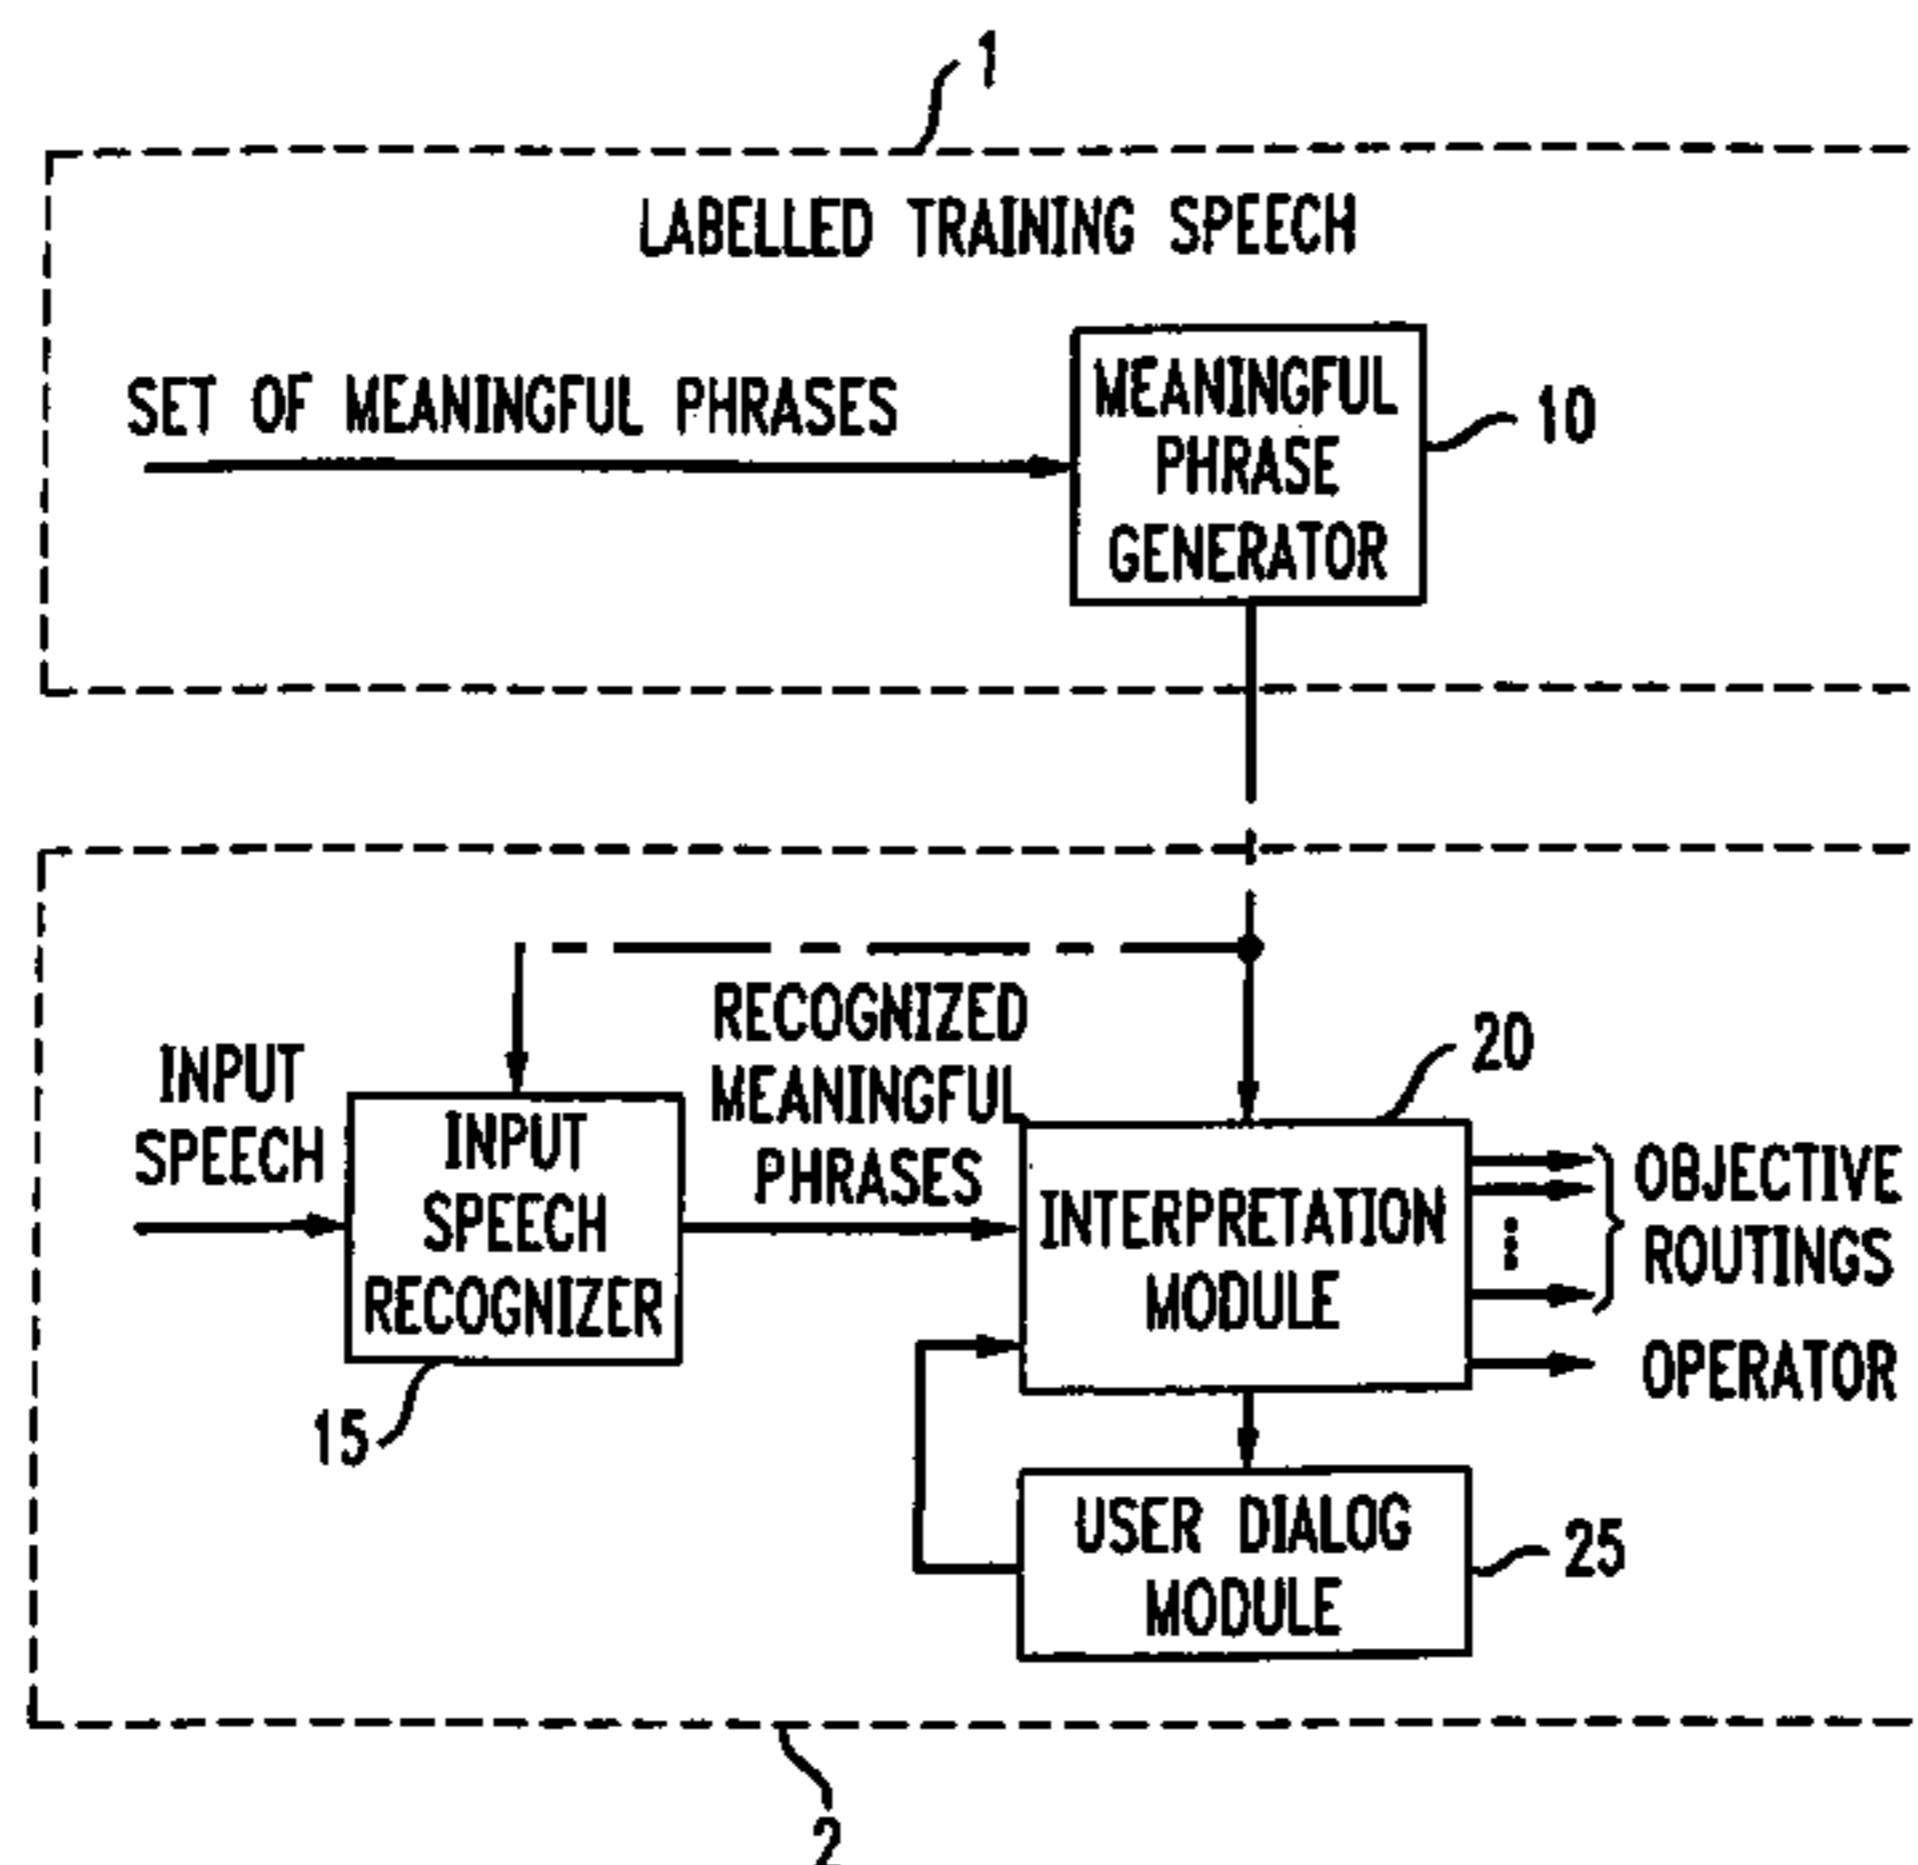 1
LABELLED TRAINING SPEECH
SET OF MEANINGFUL PHRASES
MEANINGFUL
PHRASE
GENERATOR
10
RECOGNIZED
MEANINGFUL
PHRASES
INPUT
SPEECH
INPUT
SPEECH
RECOGNIZER
15
20
INTERPRETATION
MODULE
OBJECTIVE
ROUTINGS
OPERATOR
USER DIALOG
MODULE
25
2